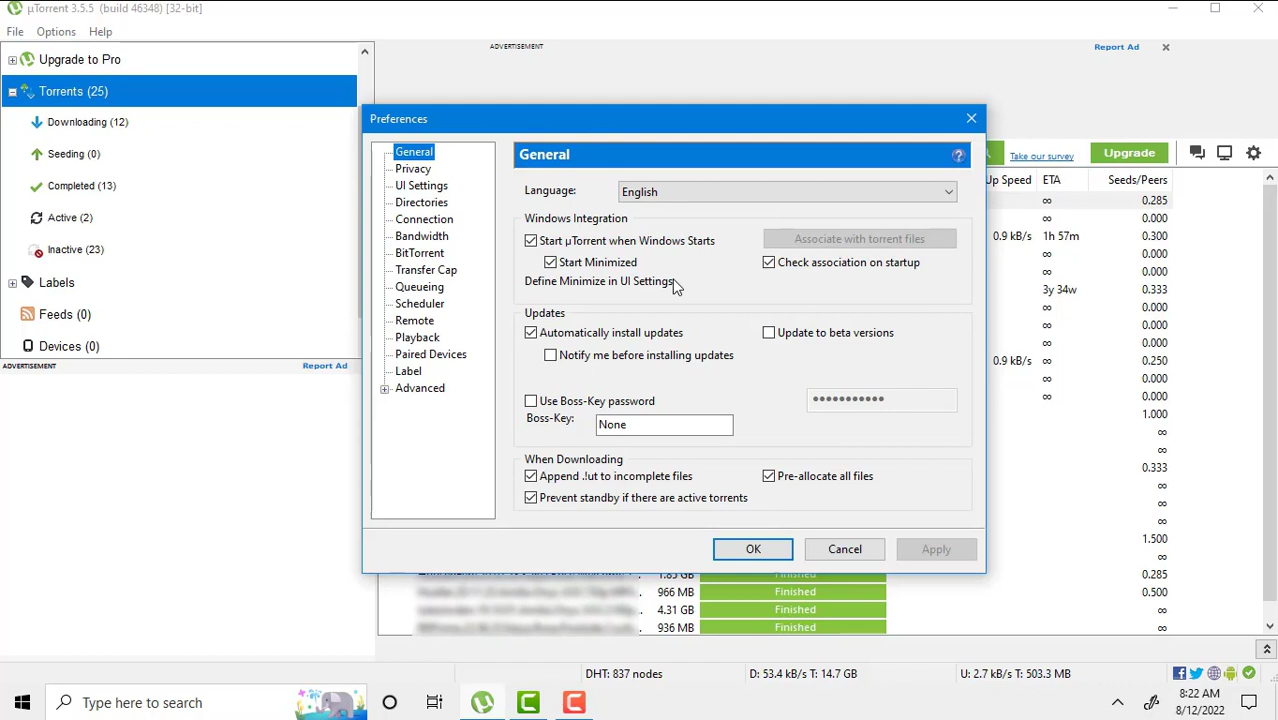 µTorrent 3.5.5 (build 46348) [32-bit]
File Options Help
ADVERTISEMENT
Report Ad
Upgrade to Pro
Torrents (25)
Downloading (12)
Seeding (0)
Completed (13)
Active (2)
Inactive (23)
Labels
Feeds (0)
Devices (0)
ADVERTISEMENT
Report Ad
Preferences
General
Privacy
UI Settings
Directories
Connection
Bandwidth
BitTorrent
Transfer Cap
Queueing
Scheduler
Remote
Playback
Paired Devices
Label
Advanced
General
Language: English
Windows Integration
Start µTorrent when Windows Starts
Associate with torrent files
Start Minimized
Check association on startup
Define Minimize in UI Settings
Updates
Automatically install updates
Update to beta versions
Notify me before installing updates
Use Boss-Key password
•••••••••••
Boss-Key: None
When Downloading
Append .!ut to incomplete files
Pre-allocate all files
Prevent standby if there are active torrents
OK Cancel Apply
Take our survey
Upgrade
Up Speed ETA Seeds/Peers
∞ 0.285
∞ 0.000
0.9 kB/s 1h 57m 0.300
∞ 0.000
∞ 0.000
3y 34w 0.333
∞ 0.000
∞ 0.000
∞ 0.000
0.9 kB/s ∞ 0.250
∞ 0.000
∞ 0.000
1.000
∞
∞
0.333
∞
∞
∞
1.500
∞
1.85 GB Finished 0.285
966 MB Finished 0.500
4.31 GB Finished ∞
936 MB Finished ∞
DHT: 837 nodes
D: 53.4 kB/s T: 14.7 GB
U: 2.7 kB/s T: 503.3 MB
Type here to search
8:22 AM
8/12/2022